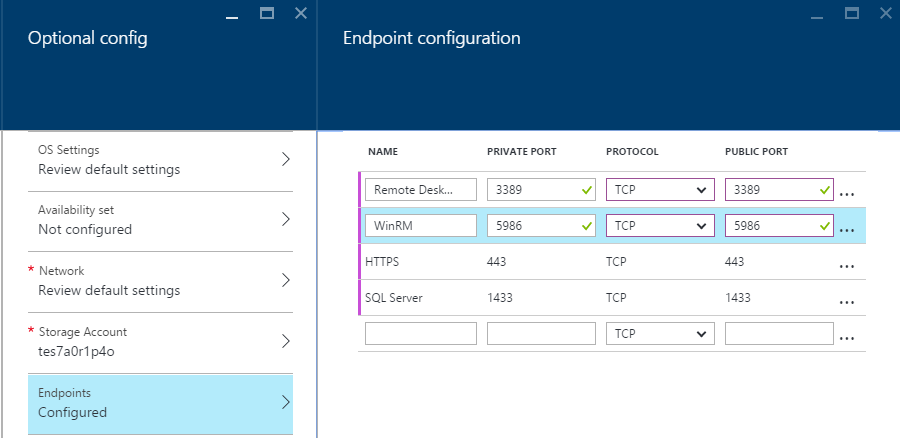 Optional config
OS Settings
Review default settings
Availability set
Not configured
* Network
Review default settings
* Storage Account
tes7a0r1p4o
Endpoints
Configured
Endpoint configuration
NAME PRIVATE PORT PROTOCOL PUBLIC PORT
Remote Desk... 3389 TCP 3389 ...
WinRM 5986 TCP 5986 ...
HTTPS 443 TCP 443 ...
SQL Server 1433 TCP 1433 ...
TCP ...